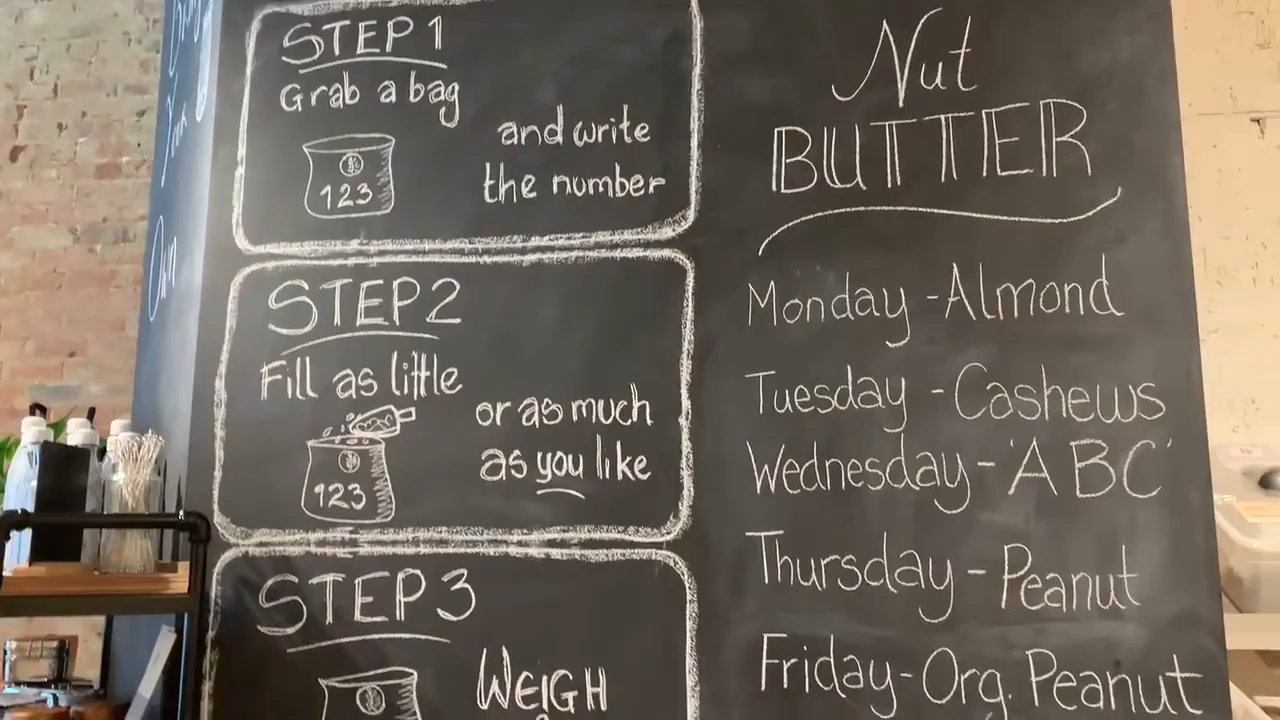 STEP 1
Grab a bag
and write
the number
123
STEP 2
Fill as little
or as much
as you like
123
STEP 3
WEIGH
Nut
BUTTER
Monday - Almond
Tuesday - Cashews
Wednesday - 'ABC'
Thursday - Peanut
Friday - Org. Peanut